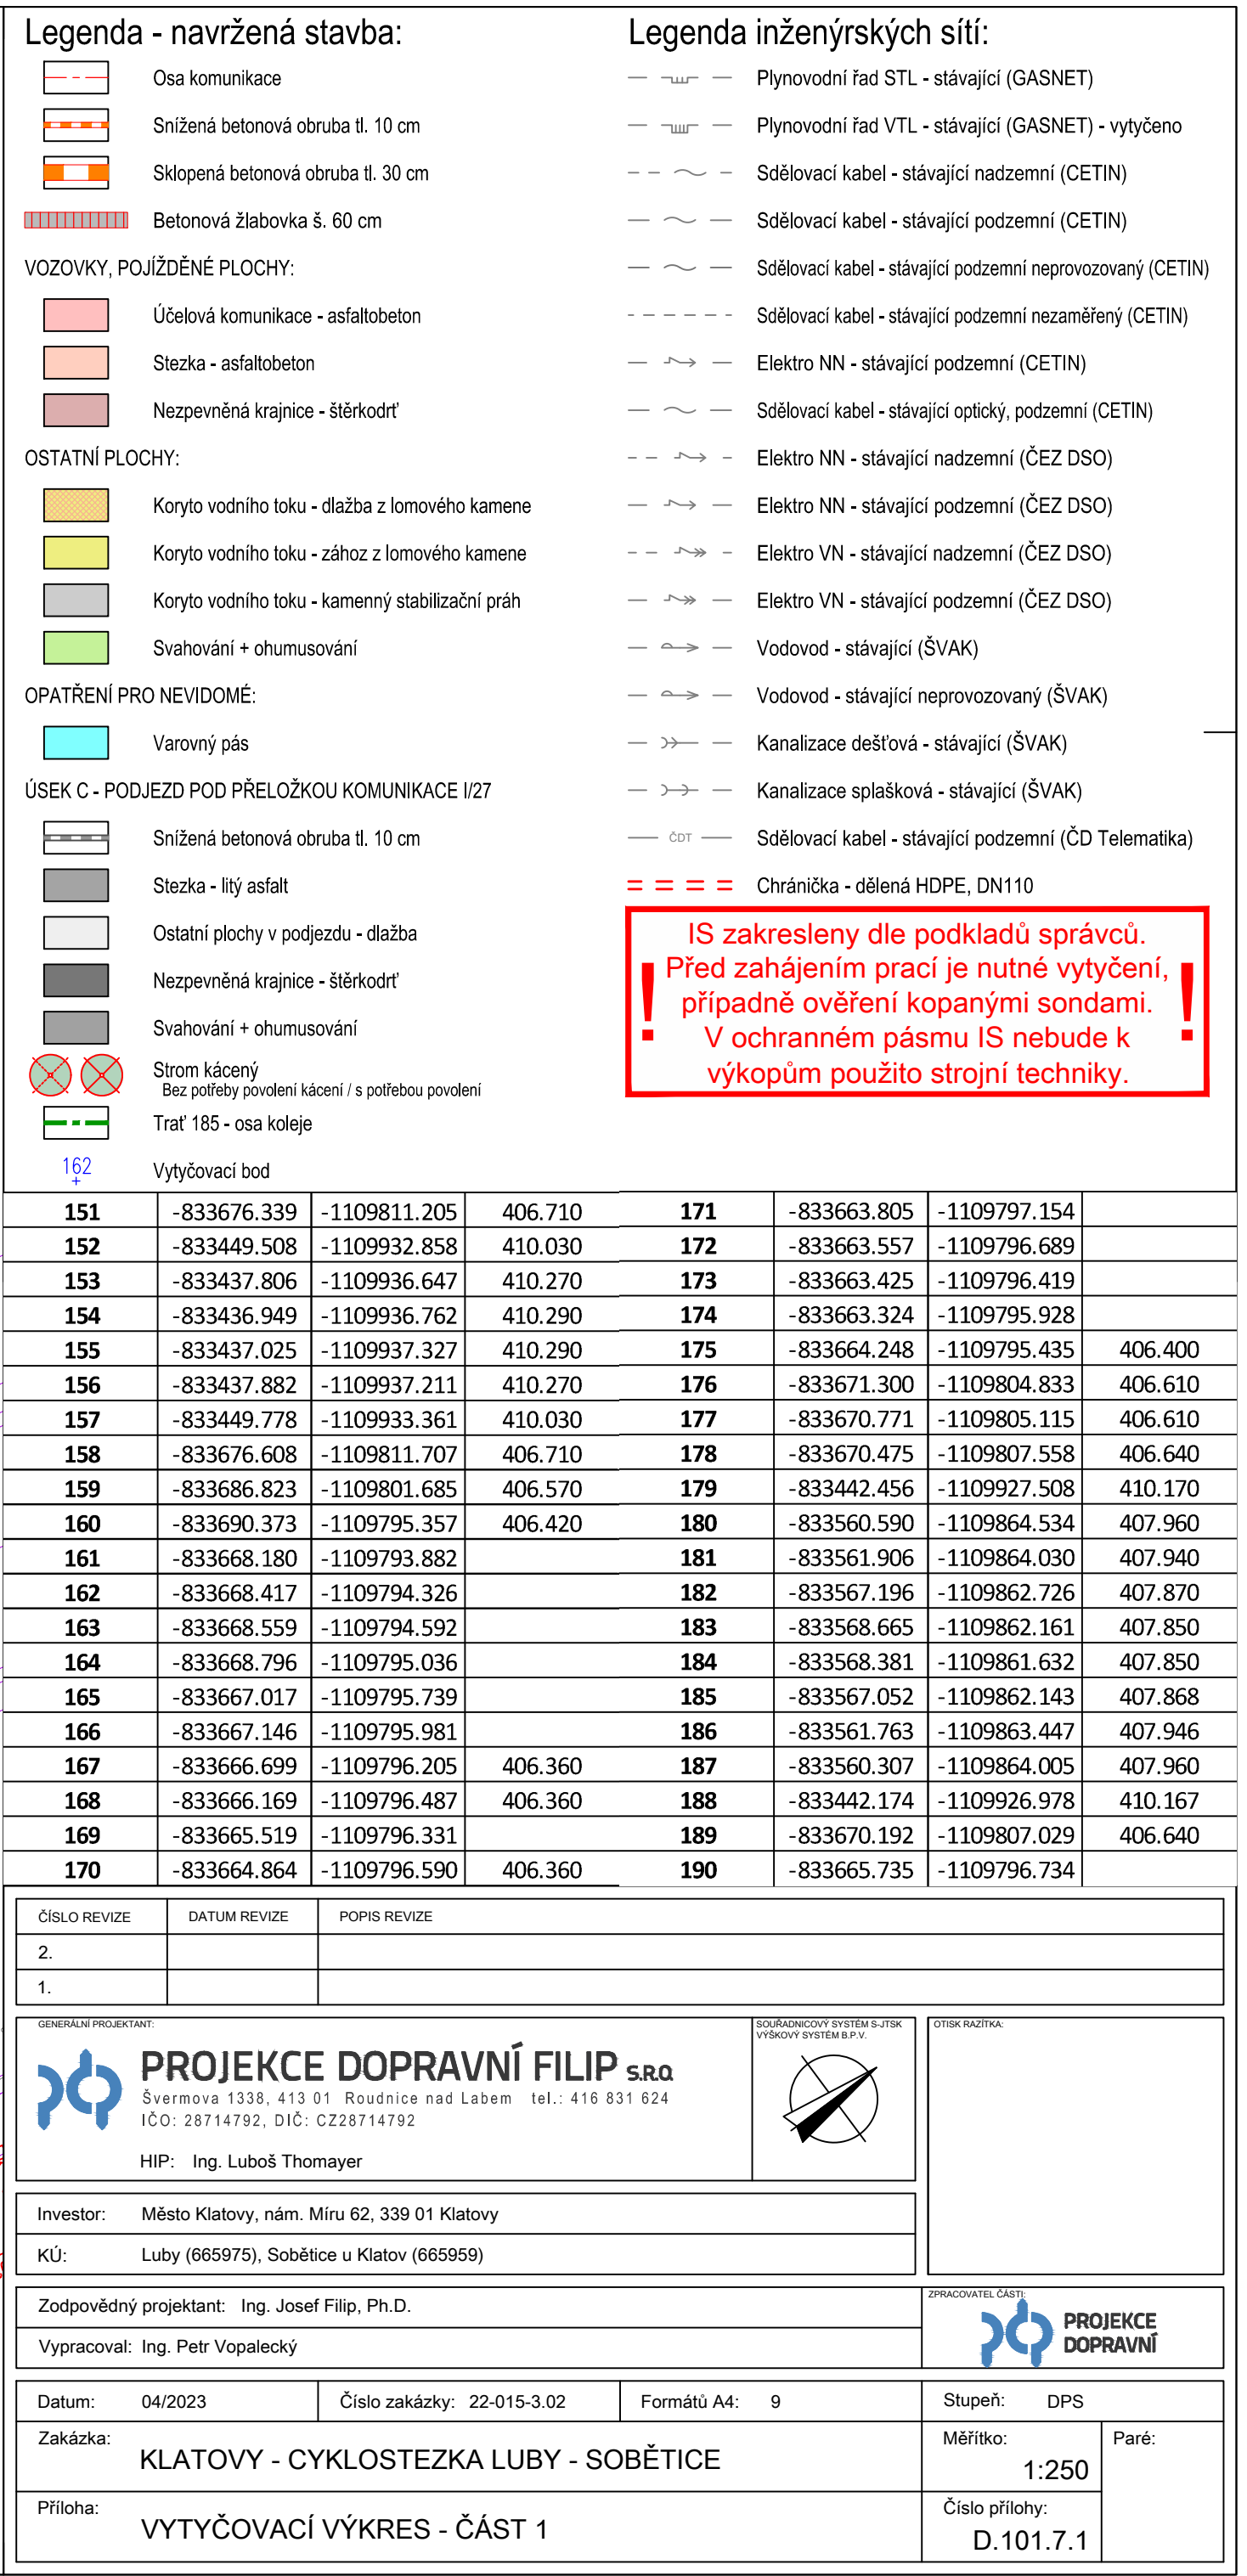 Legenda - navržená stavba:
Osa komunikace
Snížená betonová obruba tl. 10 cm
Sklopená betonová obruba tl. 30 cm
Betonová žlabovka š. 60 cm
VOZOVKY, POJÍŽDĚNÉ PLOCHY:
Účelová komunikace - asfaltobeton
Stezka - asfaltobeton
Nezpevněná krajnice - štěrkodrť
OSTATNÍ PLOCHY:
Koryto vodního toku - dlažba z lomového kamene
Koryto vodního toku - zához z lomového kamene
Koryto vodního toku - kamenný stabilizační práh
Svahování + ohumusování
OPATŘENÍ PRO NEVIDOMÉ:
Varovný pás
ÚSEK C - PODJEZD POD PŘELOŽKOU KOMUNIKACE I/27
Snížená betonová obruba tl. 10 cm
Stezka - litý asfalt
Ostatní plochy v podjezdu - dlažba
Nezpevněná krajnice - štěrkodrť
Svahování + ohumusování
Strom kácený
Bez potřeby povolení kácení / s potřebou povolení
Trať 185 - osa koleje
162 Vytyčovací bod
Legenda inženýrských sítí:
Plynovodní řad STL - stávající (GASNET)
Plynovodní řad VTL - stávající (GASNET) - vytyčeno
Sdělovací kabel - stávající nadzemní (CETIN)
Sdělovací kabel - stávající podzemní (CETIN)
Sdělovací kabel - stávající podzemní neprovozovaný (CETIN)
Sdělovací kabel - stávající podzemní nezaměřený (CETIN)
Elektro NN - stávající podzemní (CETIN)
Sdělovací kabel - stávající optický, podzemní (CETIN)
Elektro NN - stávající nadzemní (ČEZ DSO)
Elektro NN - stávající podzemní (ČEZ DSO)
Elektro VN - stávající nadzemní (ČEZ DSO)
Elektro VN - stávající podzemní (ČEZ DSO)
Vodovod - stávající (ŠVAK)
Vodovod - stávající neprovozovaný (ŠVAK)
Kanalizace dešťová - stávající (ŠVAK)
Kanalizace splašková - stávající (ŠVAK)
ČDT Sdělovací kabel - stávající podzemní (ČD Telematika)
Chránička - dělená HDPE, DN110
IS zakresleny dle podkladů správců.
! Před zahájením prací je nutné vytyčení, !
případně ověření kopanými sondami.
V ochranném pásmu IS nebude k
výkopům použito strojní techniky.
151 -833676.339 -1109811.205 406.710 171 -833663.805 -1109797.154
152 -833449.508 -1109932.858 410.030 172 -833663.557 -1109796.689
153 -833437.806 -1109936.647 410.270 173 -833663.425 -1109796.419
154 -833436.949 -1109936.762 410.290 174 -833663.324 -1109795.928
155 -833437.025 -1109937.327 410.290 175 -833664.248 -1109795.435 406.400
156 -833437.882 -1109937.211 410.270 176 -833671.300 -1109804.833 406.610
157 -833449.778 -1109933.361 410.030 177 -833670.771 -1109805.115 406.610
158 -833676.608 -1109811.707 406.710 178 -833670.475 -1109807.558 406.640
159 -833686.823 -1109801.685 406.570 179 -833442.456 -1109927.508 410.170
160 -833690.373 -1109795.357 406.420 180 -833560.590 -1109864.534 407.960
161 -833668.180 -1109793.882 181 -833561.906 -1109864.030 407.940
162 -833668.417 -1109794.326 182 -833567.196 -1109862.726 407.870
163 -833668.559 -1109794.592 183 -833568.665 -1109862.161 407.850
164 -833668.796 -1109795.036 184 -833568.381 -1109861.632 407.850
165 -833667.017 -1109795.739 185 -833567.052 -1109862.143 407.868
166 -833667.146 -1109795.981 186 -833561.763 -1109863.447 407.946
167 -833666.699 -1109796.205 406.360 187 -833560.307 -1109864.005 407.960
168 -833666.169 -1109796.487 406.360 188 -833442.174 -1109926.978 410.167
169 -833665.519 -1109796.331 189 -833670.192 -1109807.029 406.640
170 -833664.864 -1109796.590 406.360 190 -833665.735 -1109796.734
ČÍSLO REVIZE DATUM REVIZE POPIS REVIZE
2.
1.
GENERÁLNÍ PROJEKTANT:
PROJEKCE DOPRAVNÍ FILIP S.R.O
Švermova 1338, 413 01 Roudnice nad Labem tel.: 416 831 624
IČO: 28714792, DIČ: CZ28714792
HIP: Ing. Luboš Thomayer
SOUŘADNICOVÝ SYSTÉM S-JTSK
VÝŠKOVÝ SYSTÉM B.P.V.
OTISK RAZÍTKA:
Investor: Město Klatovy, nám. Míru 62, 339 01 Klatovy
KÚ: Luby (665975), Sobětice u Klatov (665959)
Zodpovědný projektant: Ing. Josef Filip, Ph.D.
Vypracoval: Ing. Petr Vopalecký
ZPRACOVATEL ČÁSTI:
PROJEKCE
DOPRAVNÍ
Datum: 04/2023 Číslo zakázky: 22-015-3.02 Formátů A4: 9 Stupeň: DPS
Zakázka:
KLATOVY - CYKLOSTEZKA LUBY - SOBĚTICE
Měřítko:
1:250
Paré:
Příloha:
VYTYČOVACÍ VÝKRES - ČÁST 1
Číslo přílohy:
D.101.7.1